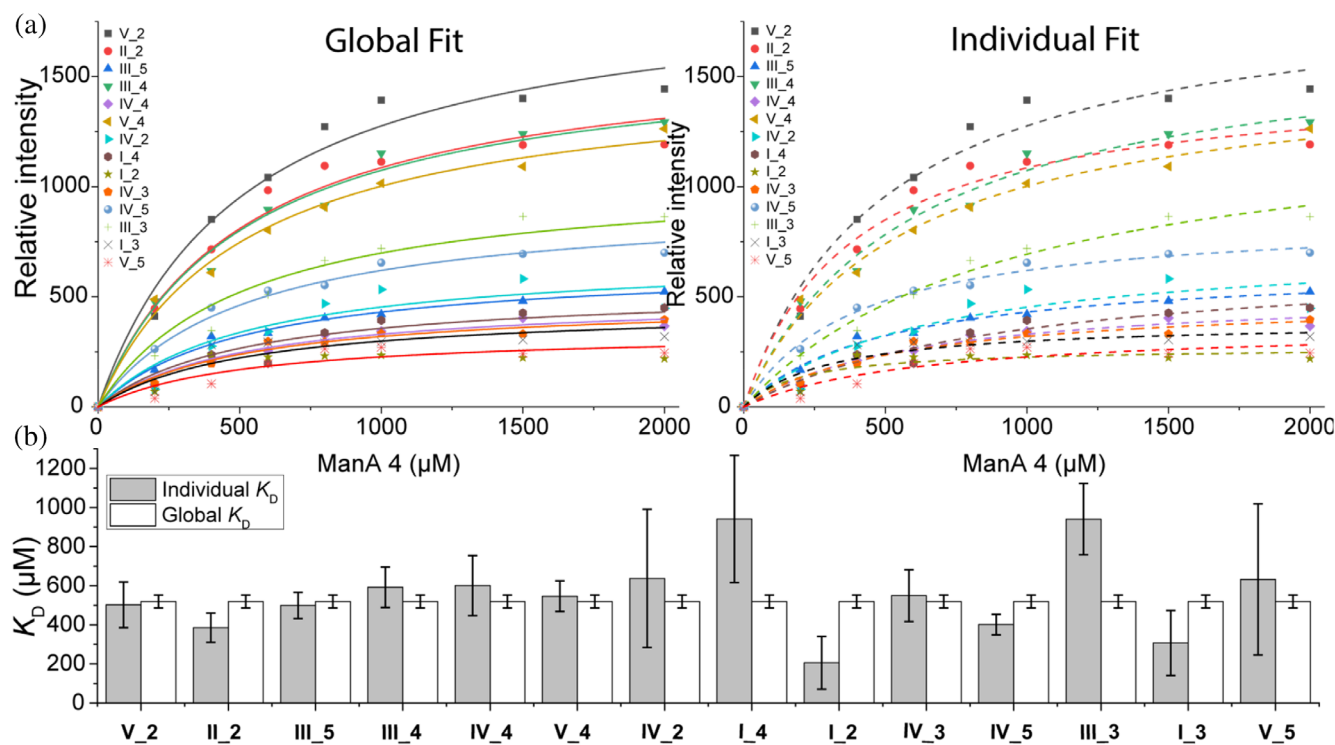 (a)
Global Fit
Relative intensity
1500
1000
500
0
V_2
II_2
III_5
III_4
IV_4
V_4
IV_2
I_4
I_2
IV_3
IV_5
III_3
I_3
V_5
0 500 1000 1500 2000
ManA 4 (µM)
Individual Fit
Relative intensity
1500
1000
500
0
V_2
II_2
III_5
III_4
IV_4
V_4
IV_2
I_4
I_2
IV_3
IV_5
III_3
I_3
V_5
0 500 1000 1500 2000
ManA 4 (µM)
(b)
KD (µM)
1200
1000
800
600
400
200
0
Individual KD
Global KD
V_2 II_2 III_5 III_4 IV_4 V_4 IV_2 I_4 I_2 IV_3 IV_5 III_3 I_3 V_5